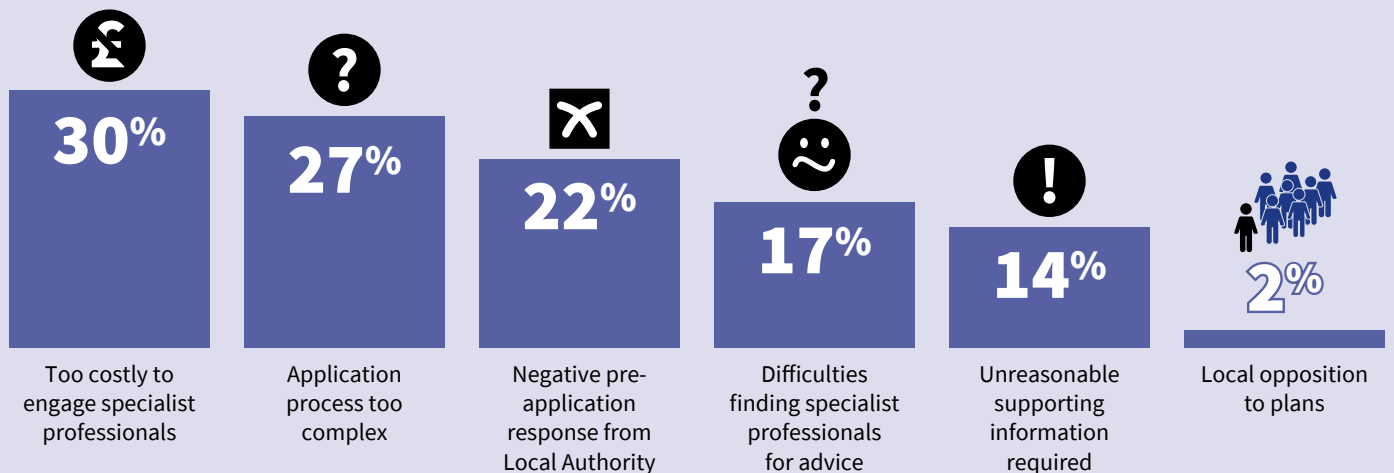 £
?
30%
27%
22%
?
17%
!
14%
2%
Too costly to
engage specialist
professionals
Application
process too
complex
Negative pre-
application
response from
Local Authority
Difficulties
finding specialist
professionals
for advice
Unreasonable
supporting
information
required
Local opposition
to plans